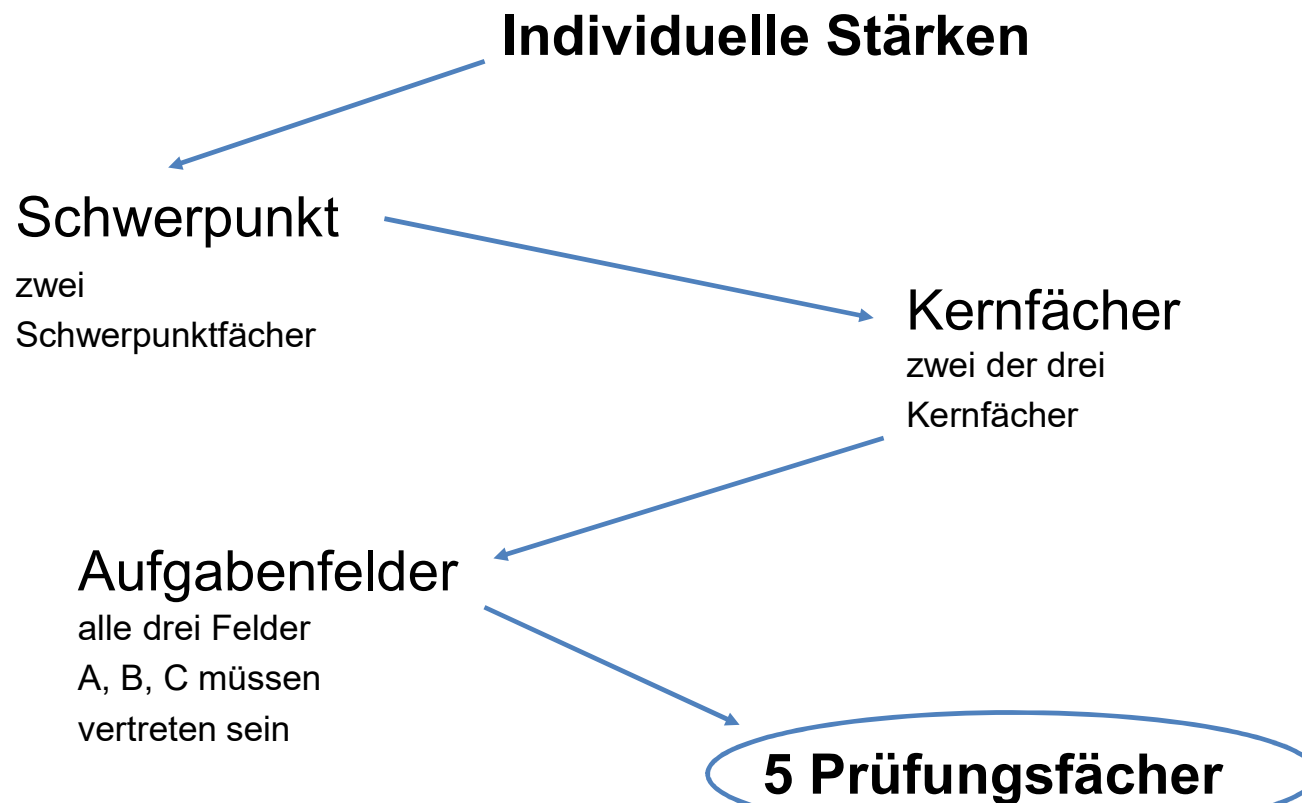 Individuelle Stärken
Schwerpunkt
zwei
Schwerpunktfächer
Kernfächer
zwei der drei
Kernfächer
Aufgabenfelder
alle drei Felder
A, B, C müssen
vertreten sein
5 Prüfungsfächer